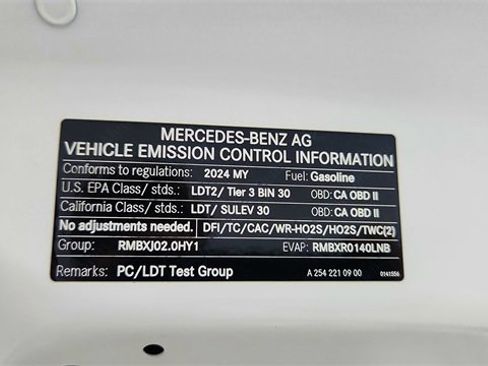 MERCEDES-BENZ AG
VEHICLE EMISSION CONTROL INFORMATION
Conforms to regulations: 2024 MY Fuel: Gasoline
U.S. EPA Class/ stds.: LDT2/ Tier 3 BIN 30 OBD: CA OBD II
California Class/ stds.: LDT/ SULEV 30 OBD: CA OBD II
No adjustments needed. DFI/TC/CAC/WR-HO2S/HO2S/TWC(2)
Group: RMBXJ02.0HY1 EVAP: RMBXR0140LNB
Remarks: PC/LDT Test Group A 254 221 09 00 0141556